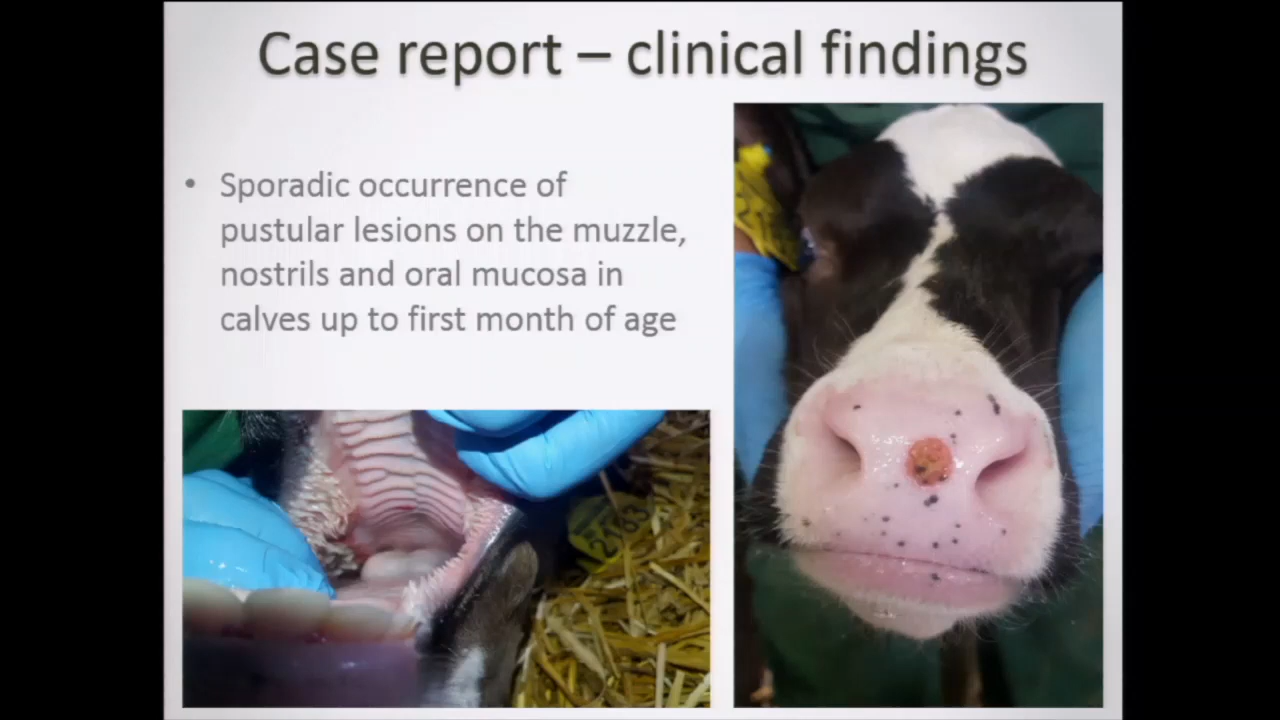 Case report – clinical findings
• Sporadic occurrence of
pustular lesions on the muzzle,
nostrils and oral mucosa in
calves up to first month of age
2163